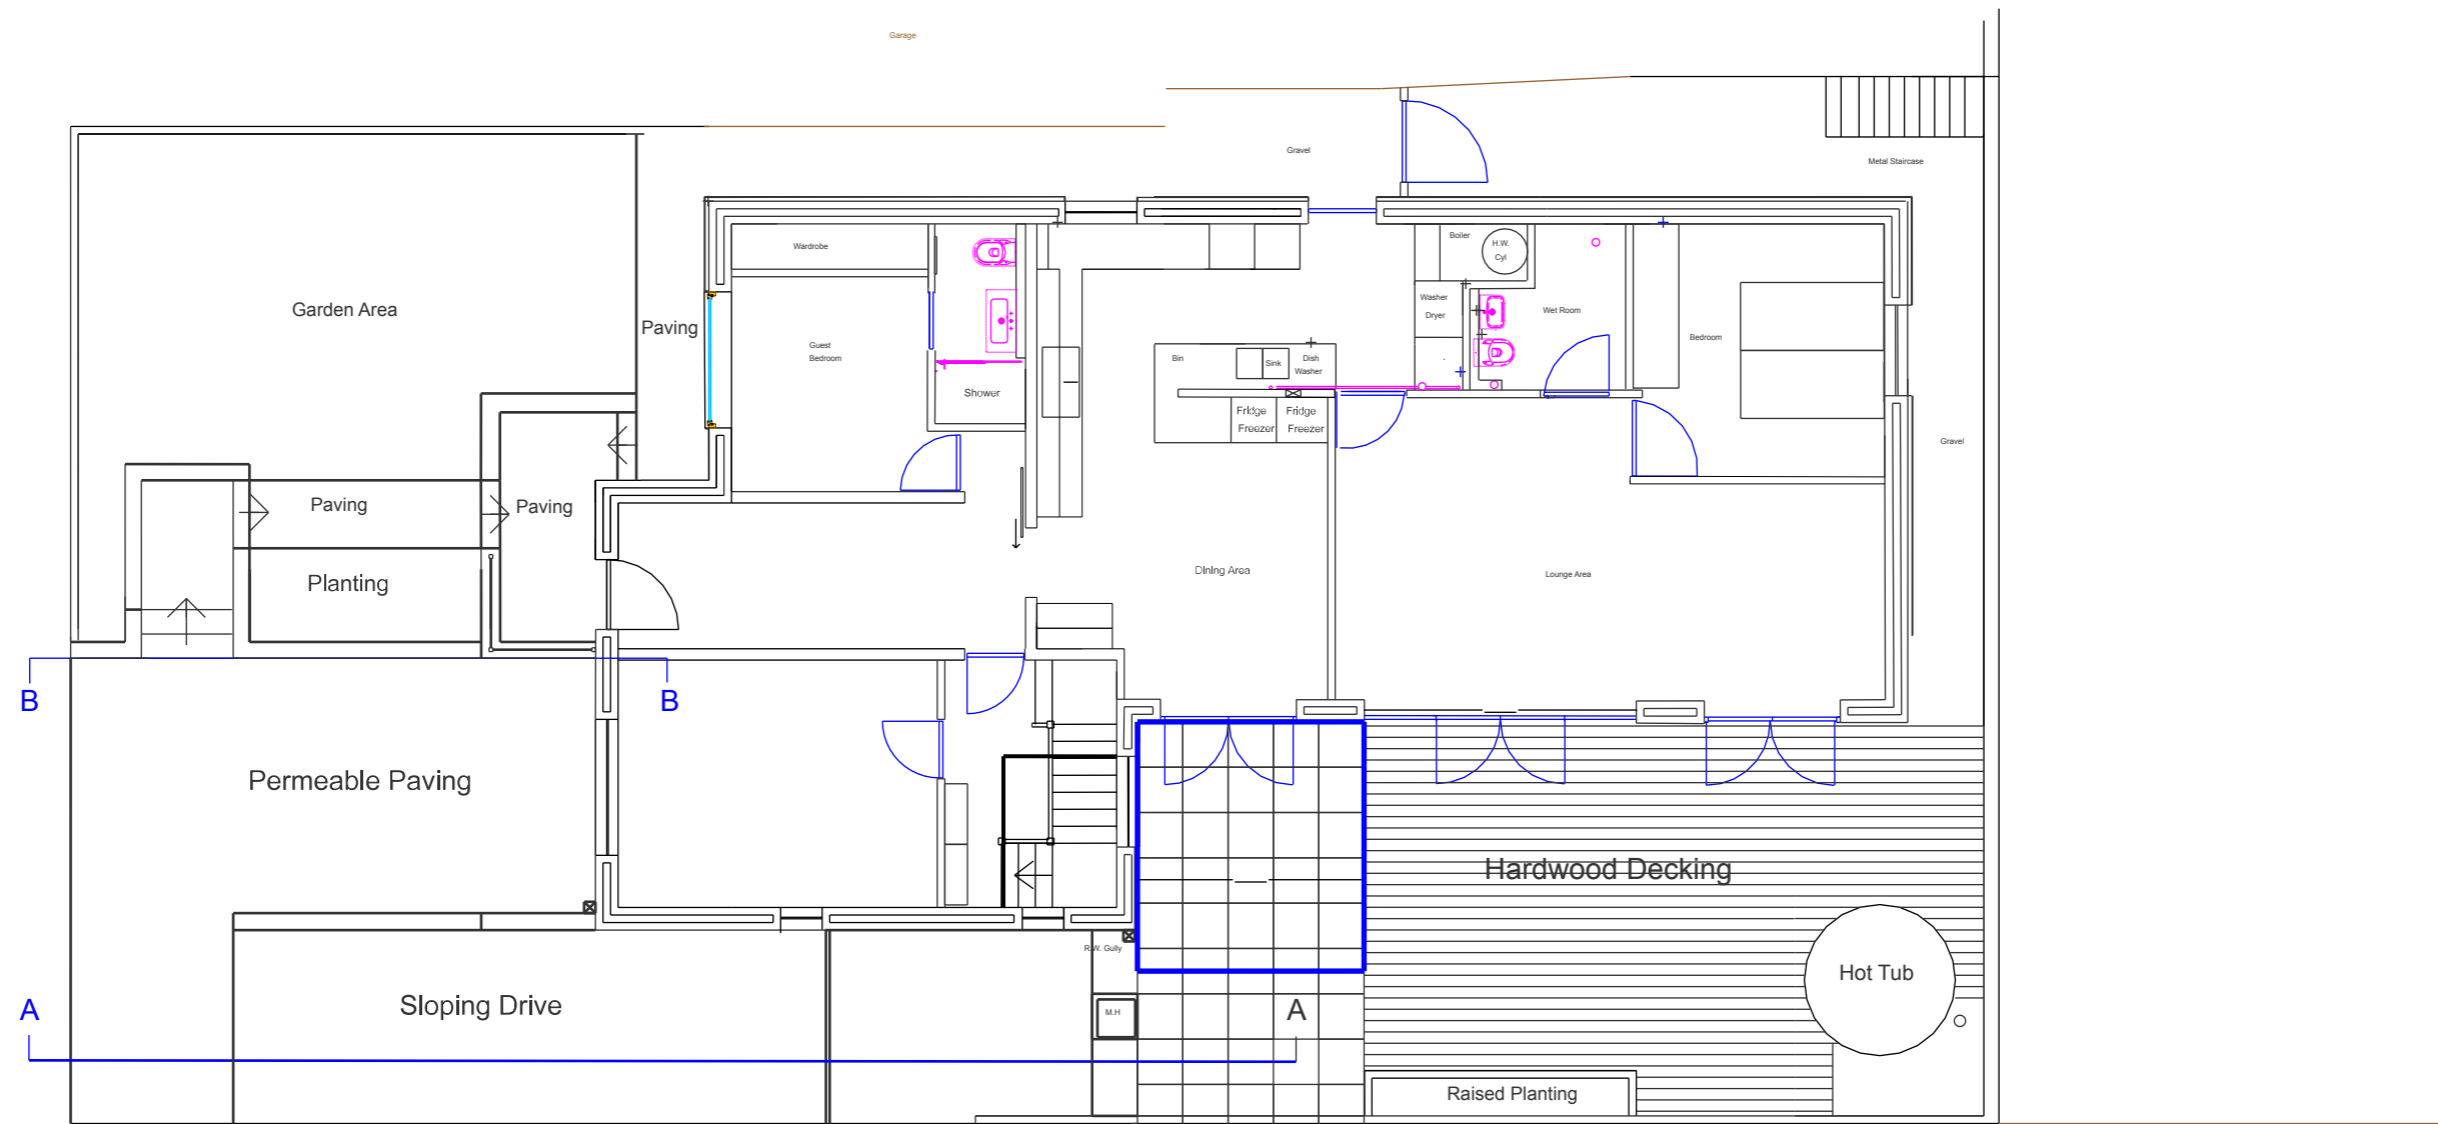 Garage
Gravel
Metal Staircase
Wardrobe
Boiler
H.W.
Cyl
Garden Area
Paving
Washer
Dryer
Wet Room
Guest
Bedroom
Bedroom
Bin
Sink
Dish
Washer
Shower
Fridge
Freezer
Fridge
Freezer
Gravel
Paving
Paving
Planting
Dining Area
Lounge Area
B
B
Permeable Paving
Hardwood Decking
R.W. Gully
Hot Tub
Sloping Drive
A
M.H
A
Raised Planting